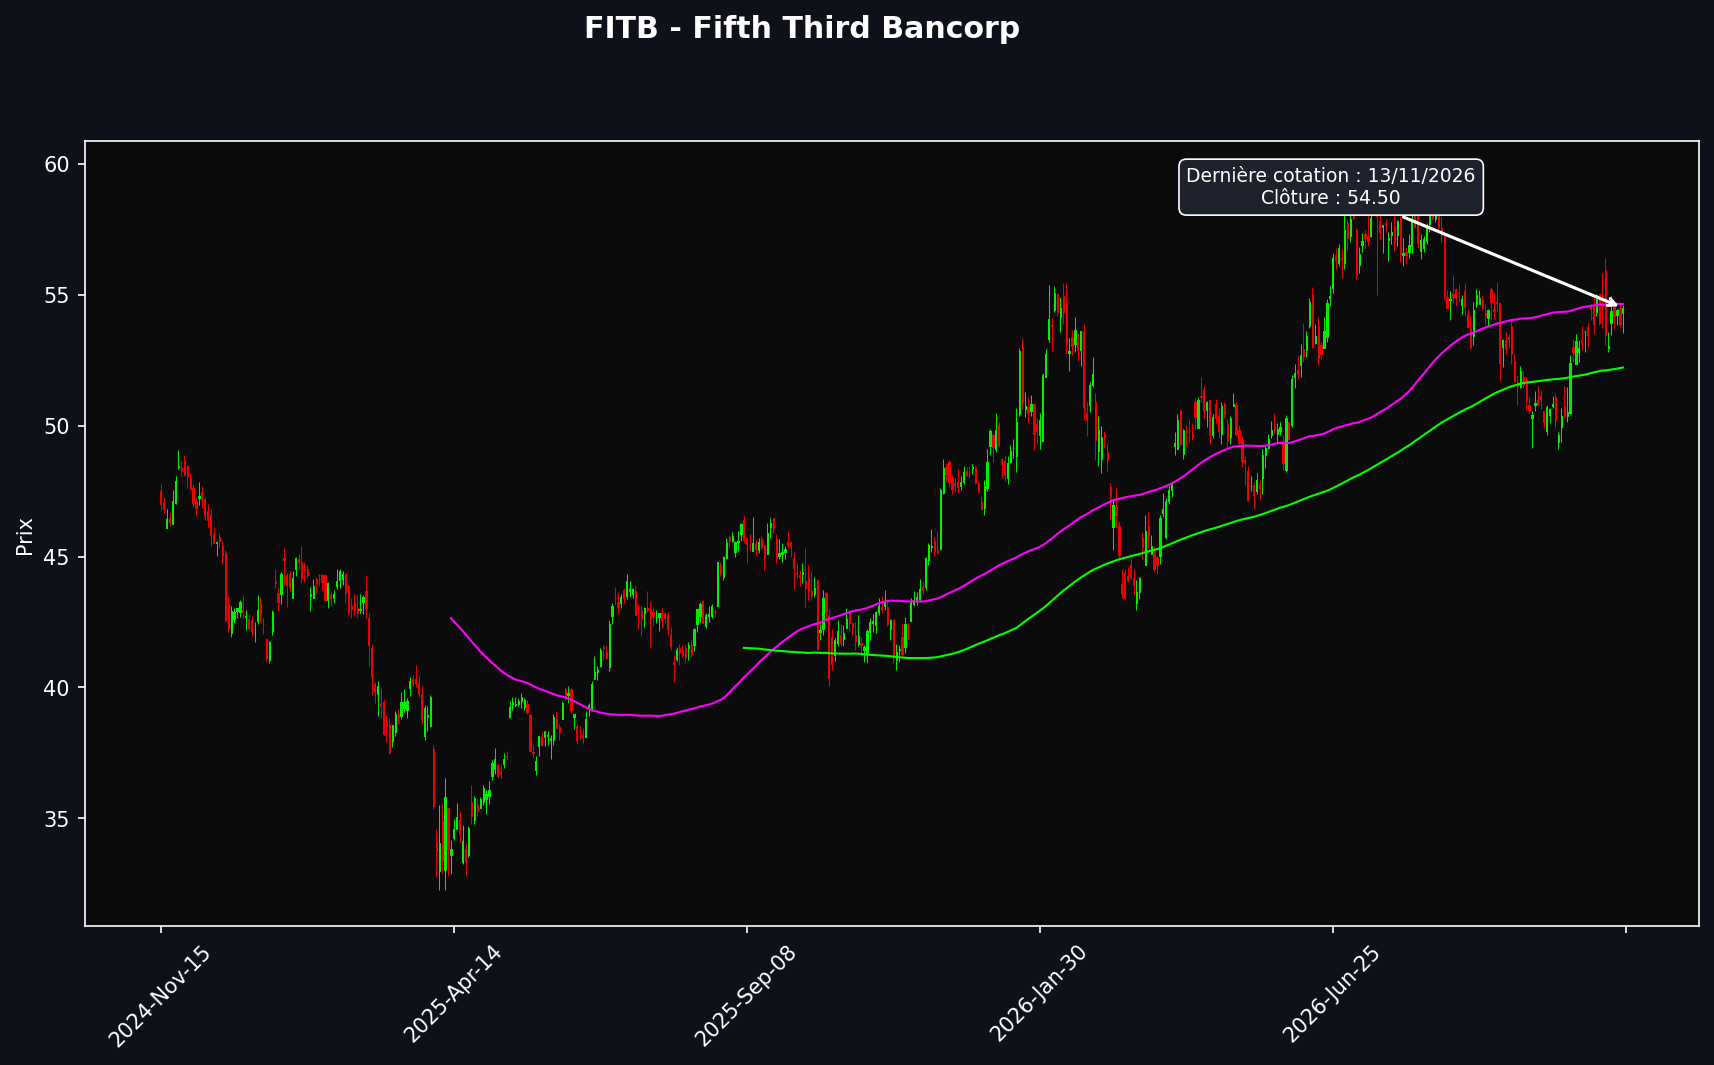 FITB - Fifth Third Bancorp
Dernière cotation : 13/11/2026
Clôture : 54.50
Prix
60
55
50
45
40
35
2024-Nov-15
2025-Apr-14
2025-Sep-08
2026-Jan-30
2026-Jun-25